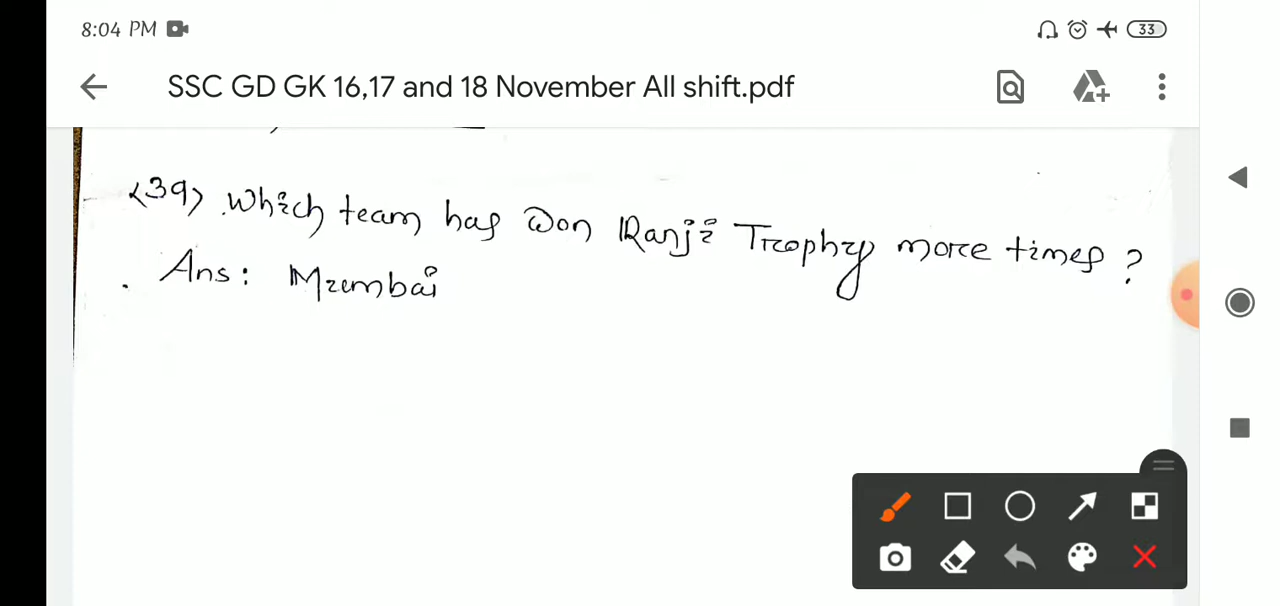 8:04 PM
33
SSC GD GK 16,17 and 18 November All shift.pdf
(39) Which team has won Ranji Trophy more times ?
Ans: Mumbai